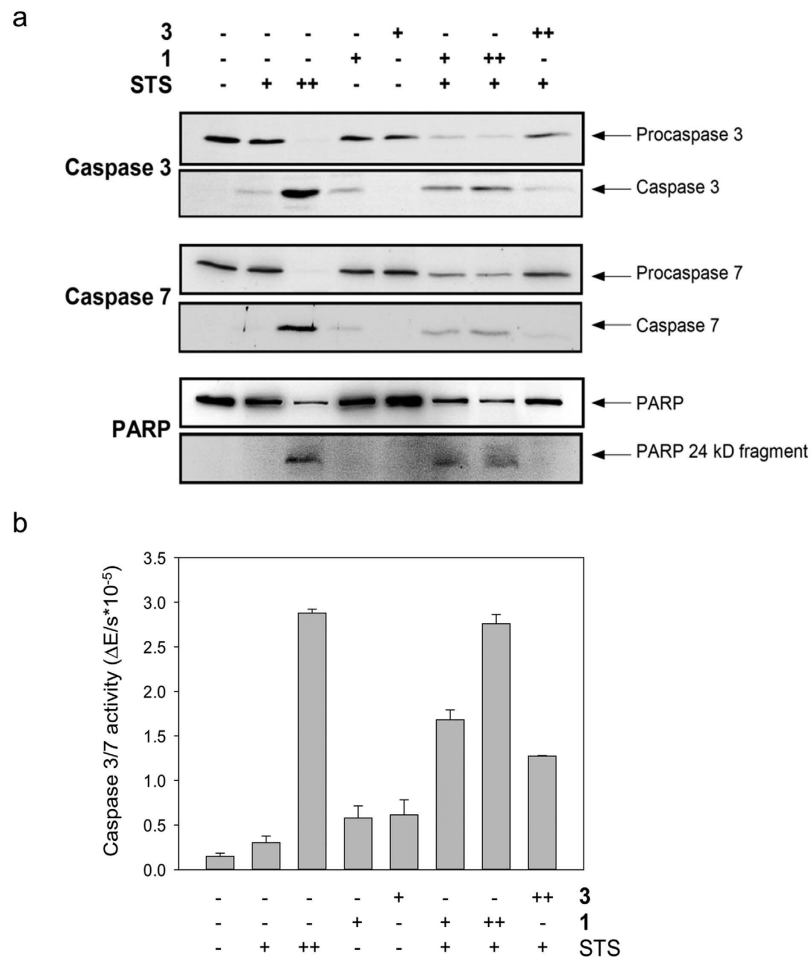 a
3 - - - - + - - ++
1 - - - + - + ++ -
STS - + ++ - - + + +
Procaspase 3
Caspase 3
Caspase 3
Procaspase 7
Caspase 7
Caspase 7
PARP
PARP
PARP 24 kD fragment
b
Caspase 3/7 activity (ΔE/s*10-5)
3.5
3.0
2.5
2.0
1.5
1.0
0.5
0.0
- - - - + - - ++ 3
- - - + - + ++ - 1
- + ++ - - + + + STS